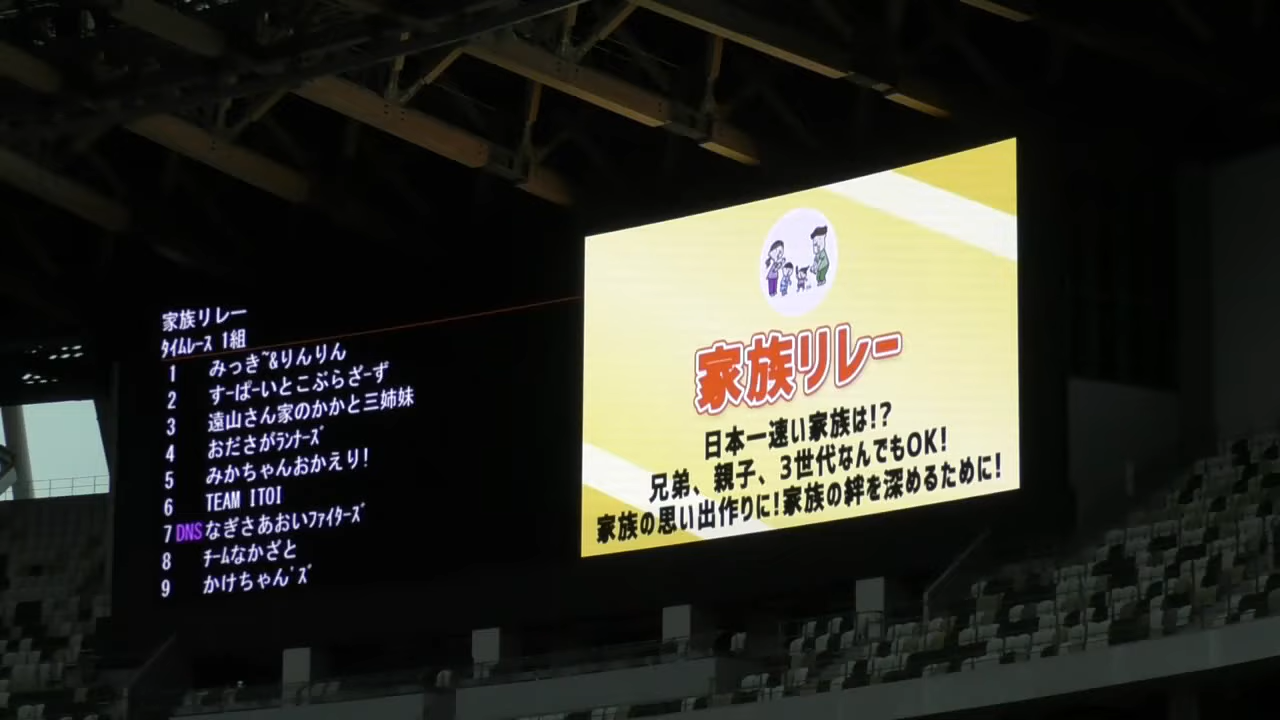 家族リレー
ﾀｲﾑﾚｰｽ 1組
1 みっき~&りんりん
2 すーぱーいとこぶらざーず
3 遠山さん家のかかと三姉妹
4 おださがﾗﾝﾅｰｽﾞ
5 みかちゃんおかえり!
6 TEAM ITOI
7 DNS なぎさあおいﾌｧｲﾀｰｽﾞ
8 ﾁｰﾑなかざと
9 かけちゃん'ｽﾞ
家族リレー
日本一速い家族は!?
兄弟、親子、3世代なんでもOK!
家族の思い出作りに!家族の絆を深めるために!